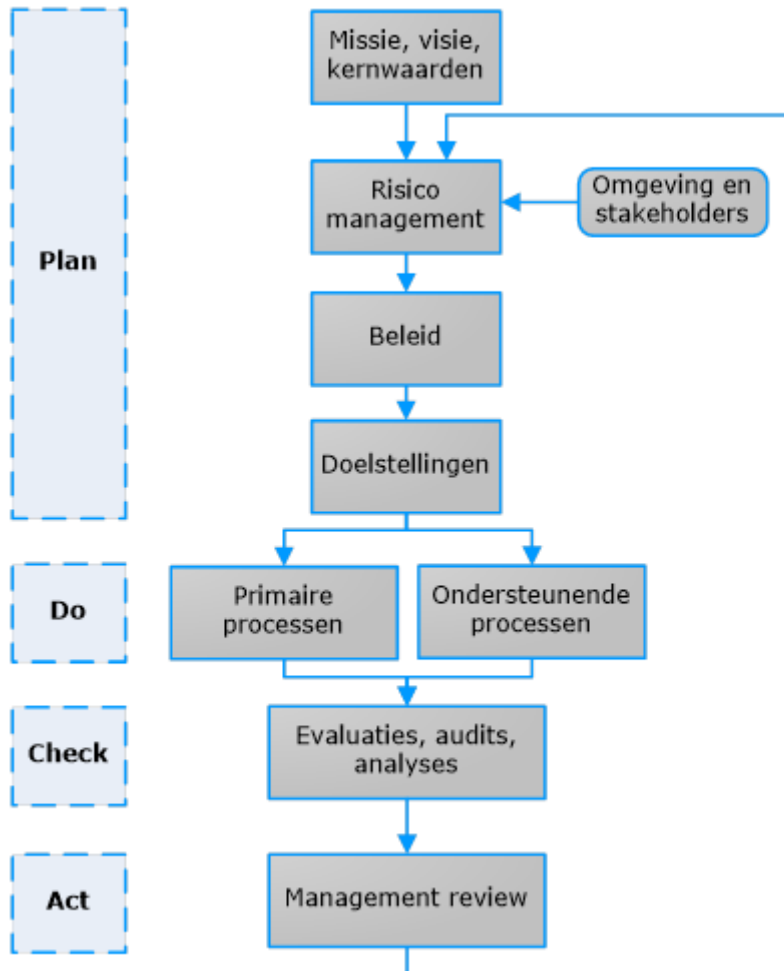 Missie, visie,
kernwaarden
Risico
management
Omgeving en
stakeholders
Plan
Beleid
Doelstellingen
Do
Primaire
processen
Ondersteunende
processen
Check
Evaluaties, audits,
analyses
Act
Management review